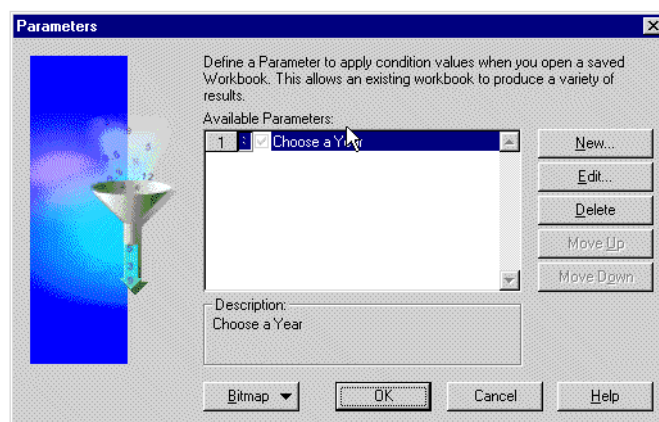 Parameters
Define a Parameter to apply condition values when you open a saved
Workbook. This allows an existing workbook to produce a variety of
results.
Available Parameters:
1 Choose a Year
New...
Edit...
Delete
Move Up
Move Down
Description:
Choose a Year
Bitmap
OK
Cancel
Help